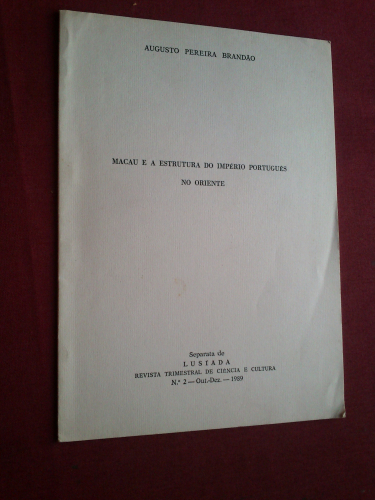 AUGUSTO PEREIRA BRANDÃO
MACAU E A ESTRUTURA DO IMPÉRIO PORTUGUÊS
NO ORIENTE
Separata de
LUSÍADA
REVISTA TRIMESTRAL DE CIÊNCIA E CULTURA
N.º 2 — Out.-Dez. — 1989